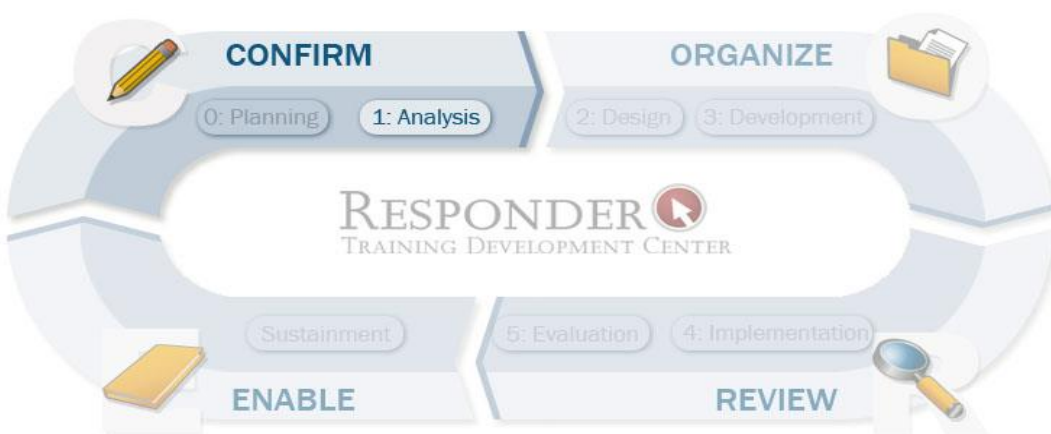 CONFIRM
0: Planning
1: Analysis
ORGANIZE
2: Design
3: Development
RESPONDER
TRAINING DEVELOPMENT CENTER
Sustainment
ENABLE
5: Evaluation
4: Implementation
REVIEW